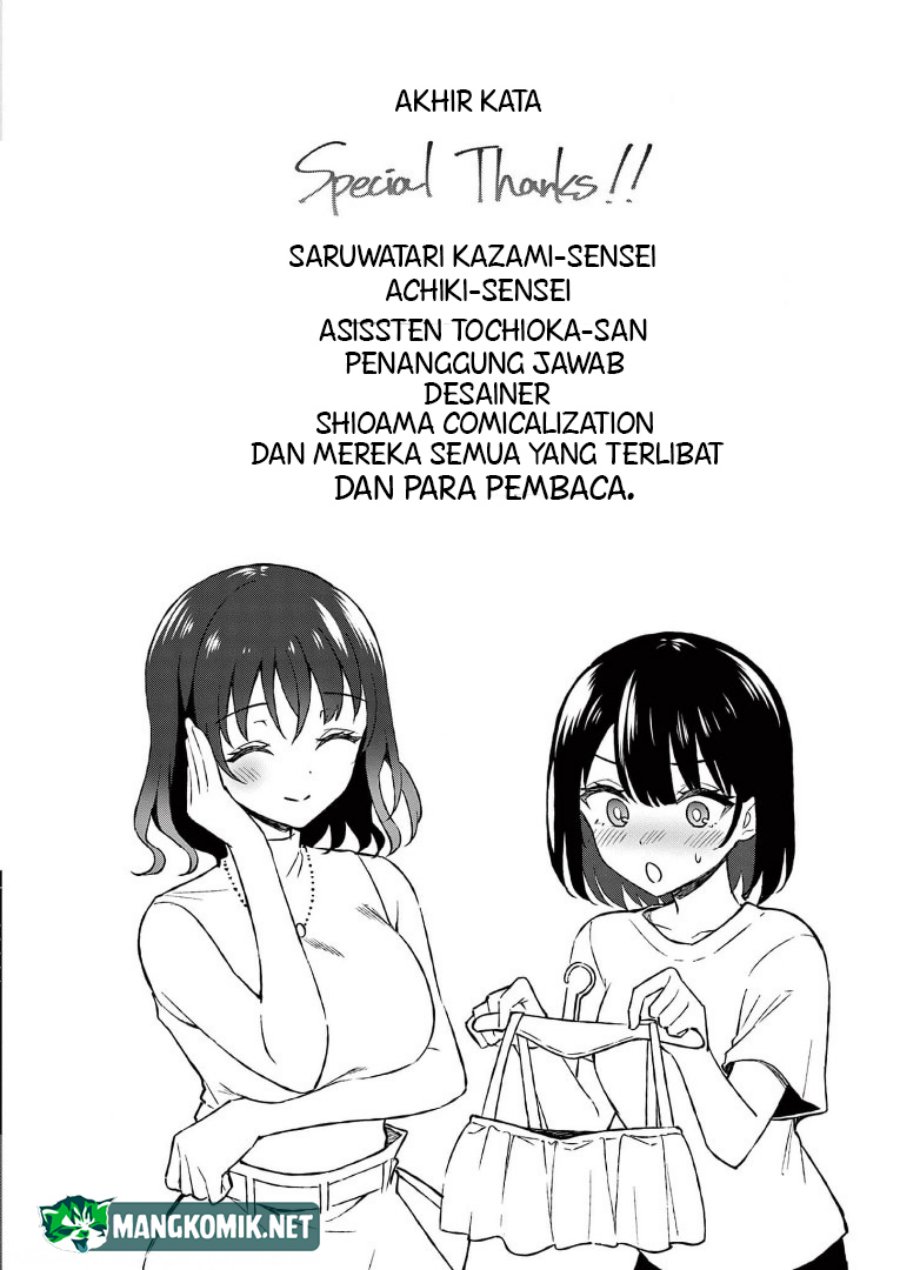 AKHIR KATA
Special Thanks!!
SARUWATARI KAZAMI-SENSEI
ACHIKI-SENSEI
ASISSTEN TOCHIOKA-SAN
PENANGGUNG JAWAB
DESAINER
SHIOAMA COMICALIZATION
DAN MEREKA SEMUA YANG TERLIBAT
DAN PARA PEMBACA.
MANGKOMIK.NET